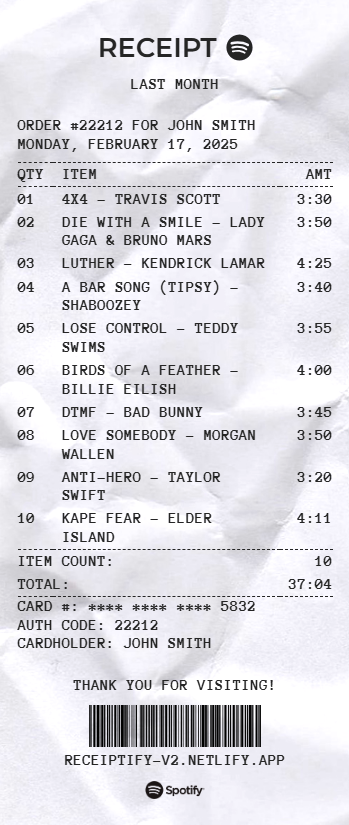 RECEIPT
LAST MONTH
ORDER #22212 FOR JOHN SMITH
MONDAY, FEBRUARY 17, 2025
QTY ITEM AMT
01 4X4 – TRAVIS SCOTT 3:30
02 DIE WITH A SMILE – LADY 3:50
GAGA & BRUNO MARS
03 LUTHER – KENDRICK LAMAR 4:25
04 A BAR SONG (TIPSY) – 3:40
SHABOOZEY
05 LOSE CONTROL – TEDDY 3:55
SWIMS
06 BIRDS OF A FEATHER – 4:00
BILLIE EILISH
07 DTMF – BAD BUNNY 3:45
08 LOVE SOMEBODY – MORGAN 3:50
WALLEN
09 ANTI-HERO – TAYLOR 3:20
SWIFT
10 KAPE FEAR – ELDER 4:11
ISLAND
ITEM COUNT: 10
TOTAL: 37:04
CARD #: **** **** **** 5832
AUTH CODE: 22212
CARDHOLDER: JOHN SMITH
THANK YOU FOR VISITING!
RECEIPTIFY-V2.NETLIFY.APP
Spotify